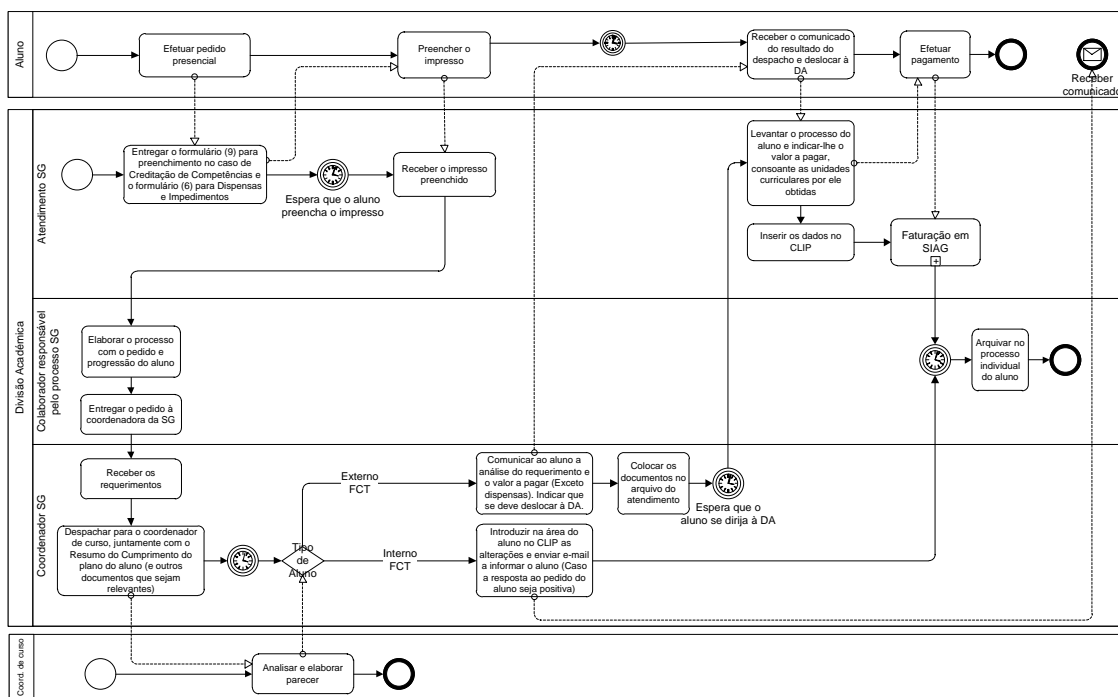 Aluno
Efetuar pedido
presencial
Preencher o
impresso
Receber o comunicado
do resultado do
despacho e deslocar à
DA
Efetuar
pagamento
Receber
comunicado
Divisão Académica
Atendimento SG
Entregar o formulário (9) para
preenchimento no caso de
Creditação de Competências e
o formulário (6) para Dispensas
e Impedimentos
Espera que o aluno
preencha o impresso
Receber o impresso
preenchido
Levantar o processo do
aluno e indicar-lhe o
valor a pagar,
consoante as unidades
curriculares por ele
obtidas
Inserir os dados no
CLIP
Faturação em
SIAG
Colaborador responsável
pelo processo SG
Elaborar o processo
com o pedido e
progressão do aluno
Entregar o pedido à
coordenadora da SG
Arquivar no
processo
individual
do aluno
Coordenador SG
Receber os
requerimentos
Despachar para o coordenador
de curso, juntamente com o
Resumo do Cumprimento do
plano do aluno (e outros
documentos que sejam
relevantes)
Tipo
de
Aluno
Externo
FCT
Interno
FCT
Comunicar ao aluno a
análise do requerimento e
o valor a pagar (Exceto
dispensas). Indicar que
se deve deslocar à DA.
Colocar os
documentos no
arquivo do
atendimento
Espera que o
aluno se dirija à DA
Introduzir na área do
aluno no CLIP as
alterações e enviar e-mail
a informar o aluno (Caso
a resposta ao pedido do
aluno seja positiva)
Coord. de curso
Analisar e elaborar
parecer